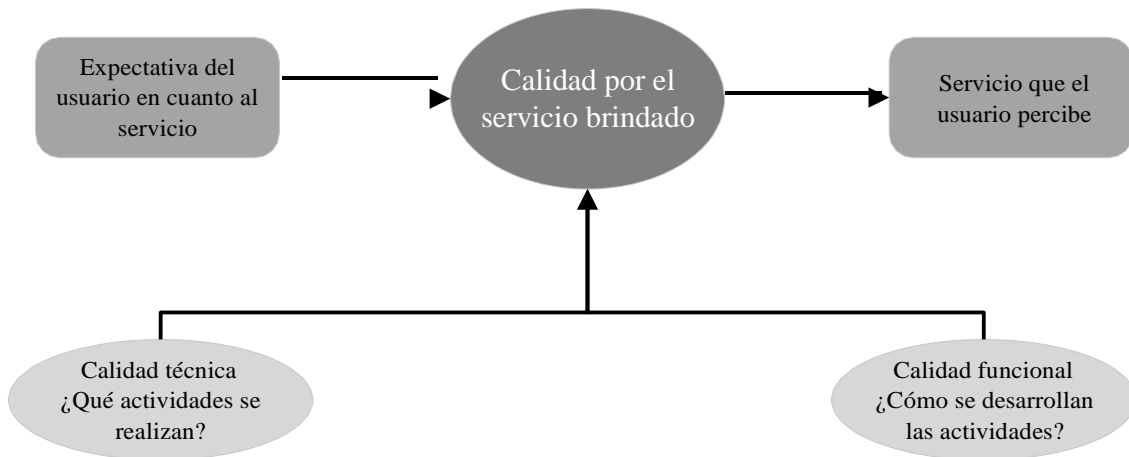 Expectativa del
usuario en cuanto al
servicio
Calidad por el
servicio brindado
Servicio que el
usuario percibe
Calidad técnica
¿Qué actividades se
realizan?
Calidad funcional
¿Cómo se desarrollan
las actividades?